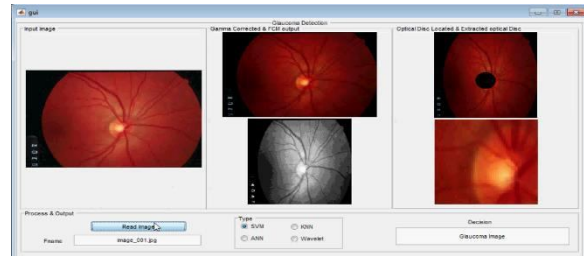 gui
Glaucoma Detection
Input Image
Gamma Corrected & FCM output
Optical Disc Located & Extracted optical Disc
Process & Output
Read Image
Fname
image_001.jpg
Type
SVM
KNN
ANN
Wavelet
Decision
Glaucoma Image